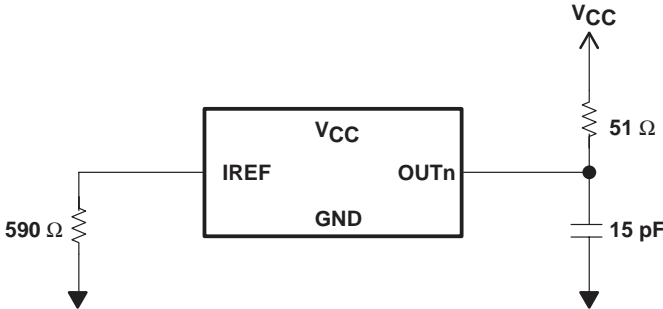 VCC
51 Ω
VCC
IREF
OUTn
GND
590 Ω
15 pF